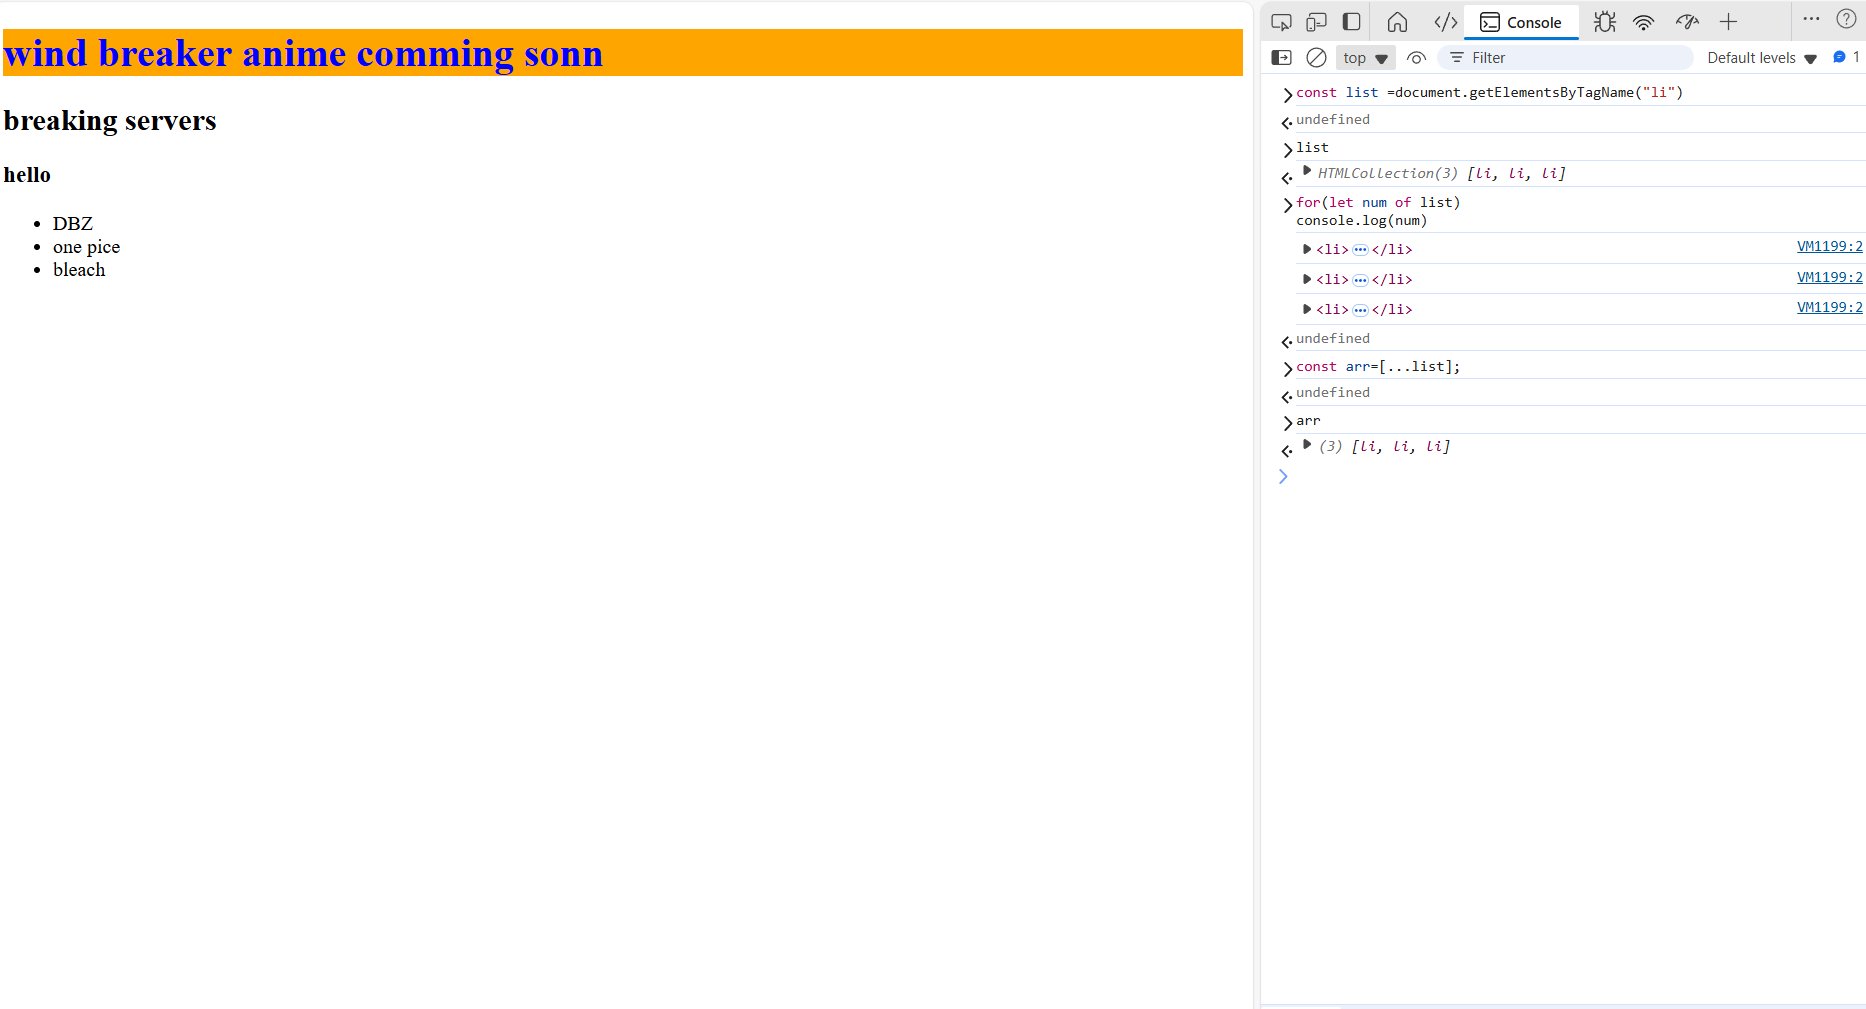 wind breaker anime comming sonn
breaking servers
hello
DBZ
one pice
bleach
Console
top
Filter
Default levels
1
const list =document.getElementsByTagName("li")
undefined
list
HTMLCollection(3) [li, li, li]
for(let num of list)
console.log(num)
<li>…</li> VM1199:2
<li>…</li> VM1199:2
<li>…</li> VM1199:2
undefined
const arr=[...list];
undefined
arr
(3) [li, li, li]